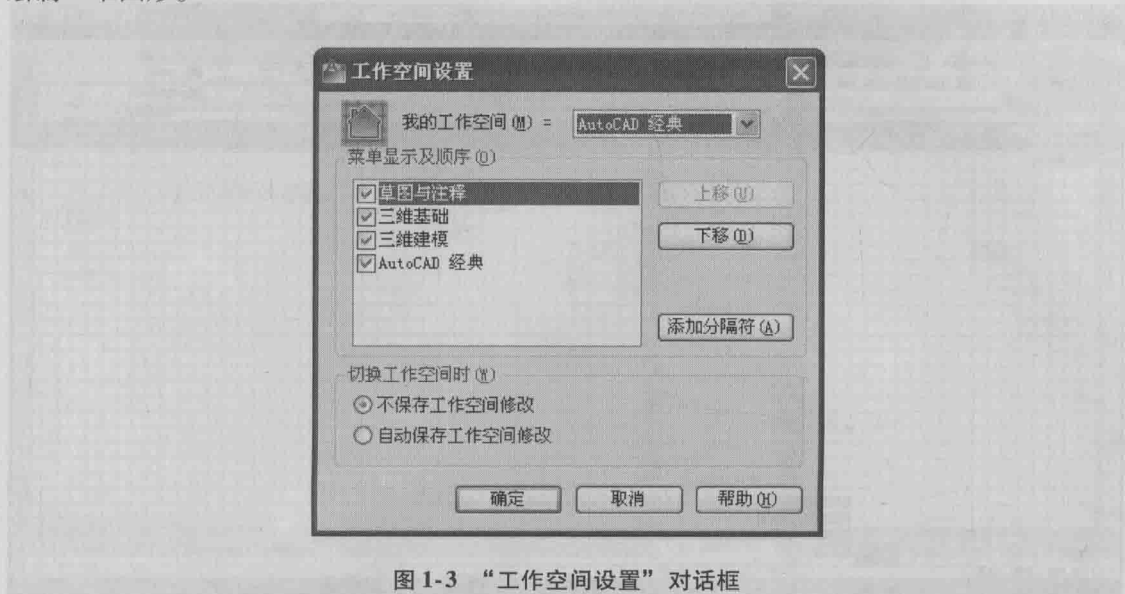 工作空间设置
我的工作空间(M) = AutoCAD 经典
菜单显示及顺序(O)
草图与注释
三维基础
三维建模
AutoCAD 经典
上移(U)
下移(D)
添加分隔符(A)
切换工作空间时(W)
不保存工作空间修改
自动保存工作空间修改
确定 取消 帮助(H)
图 1-3 “工作空间设置”对话框